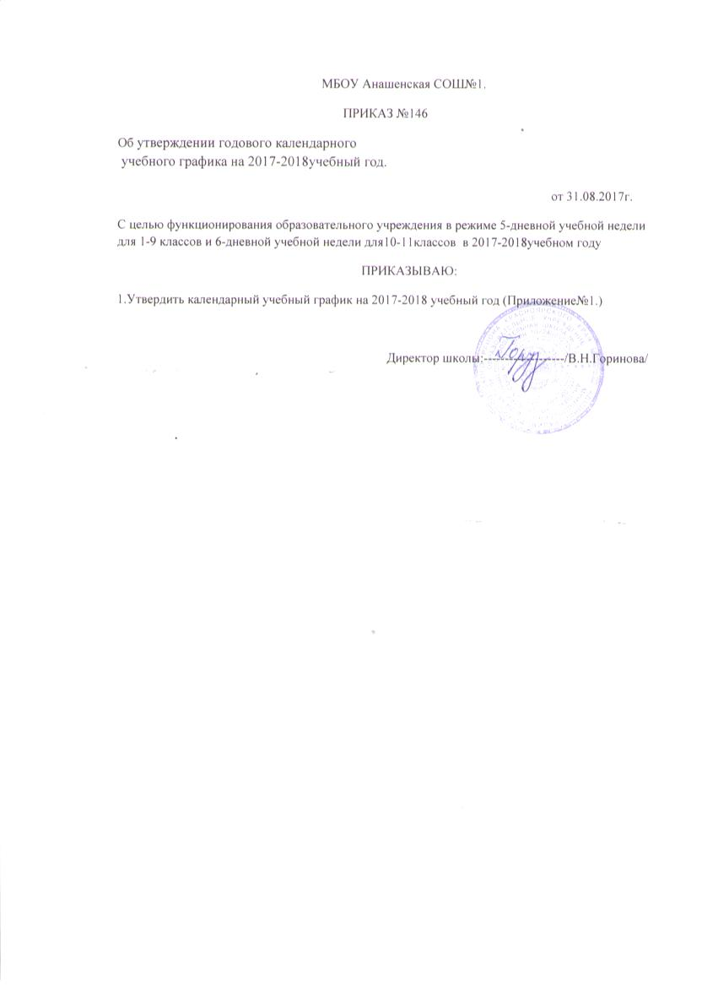 МБОУ Анашенская СОШ№1.
ПРИКАЗ №146
Об утверждении годового календарного
учебного графика на 2017-2018учебный год.
от 31.08.2017г.
С целью функционирования образовательного учреждения в режиме 5-дневной учебной недели
для 1-9 классов и 6-дневной учебной недели для10-11классов в 2017-2018учебном году
ПРИКАЗЫВАЮ:
1.Утвердить календарный учебный график на 2017-2018 учебный год (Приложение№1.)
Директор школы:-------------------/В.Н.Горинова/
КРАСНОЯРСКОГО КРАЯ